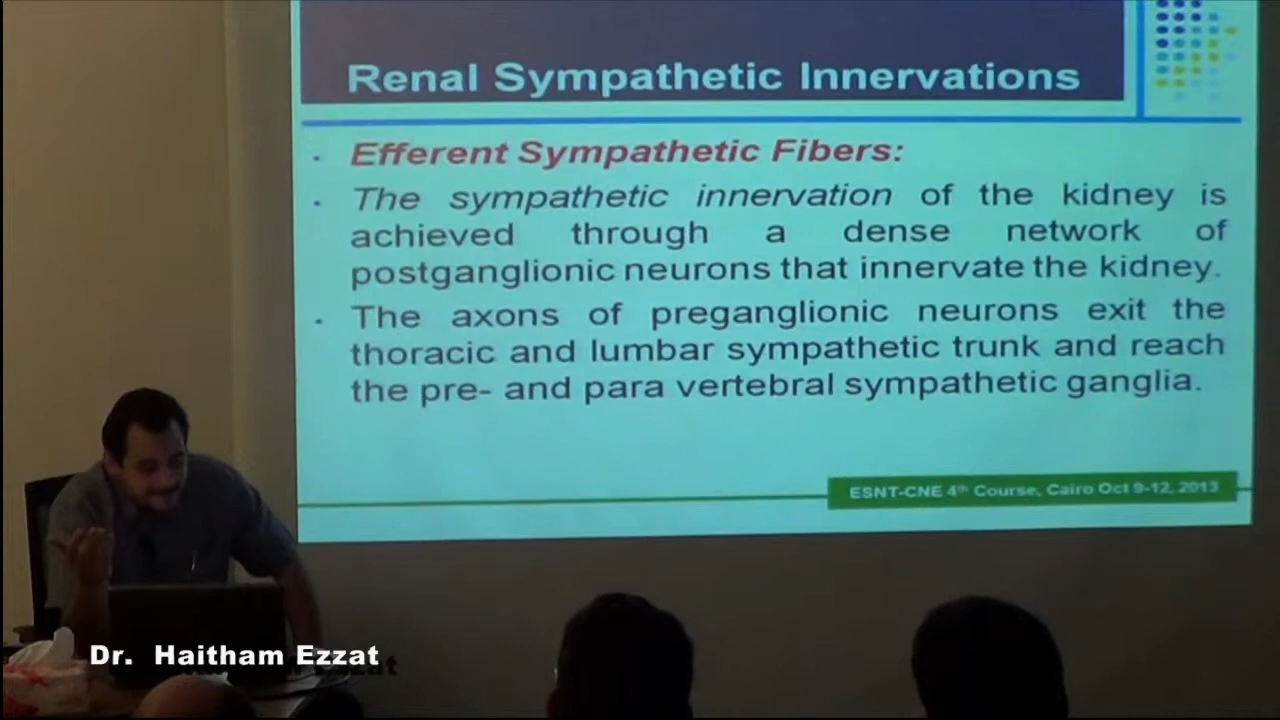 Renal Sympathetic Innervations
Efferent Sympathetic Fibers:
The sympathetic innervation of the kidney is
achieved through a dense network of
postganglionic neurons that innervate the kidney.
The axons of preganglionic neurons exit the
thoracic and lumbar sympathetic trunk and reach
the pre- and para vertebral sympathetic ganglia.
ESNT-CNE 4th Course, Cairo Oct 9-12, 2013
Dr. Haitham Ezzat